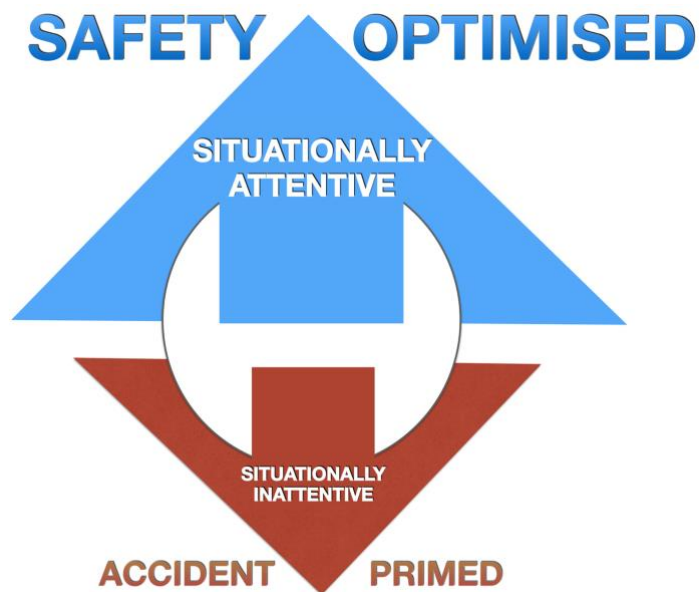 SAFETY OPTIMISED
SITUATIONALLY
ATTENTIVE
SITUATIONALLY
INATTENTIVE
ACCIDENT PRIMED